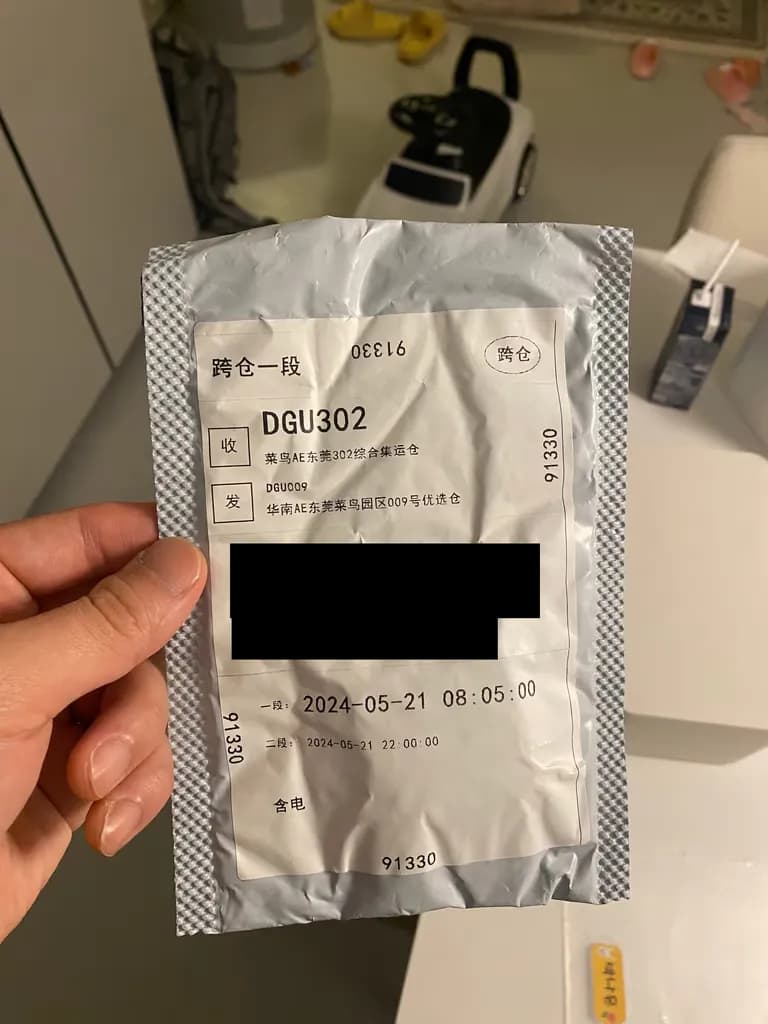 跨仓一段
91330
跨仓
收
DGU302
菜鸟AE东莞302综合集运仓
91330
发
DGU009
华南AE东莞菜鸟园区009号优选仓
一段: 2024-05-21 08:05:00
91330
二段: 2024-05-21 22:00:00
含电
91330